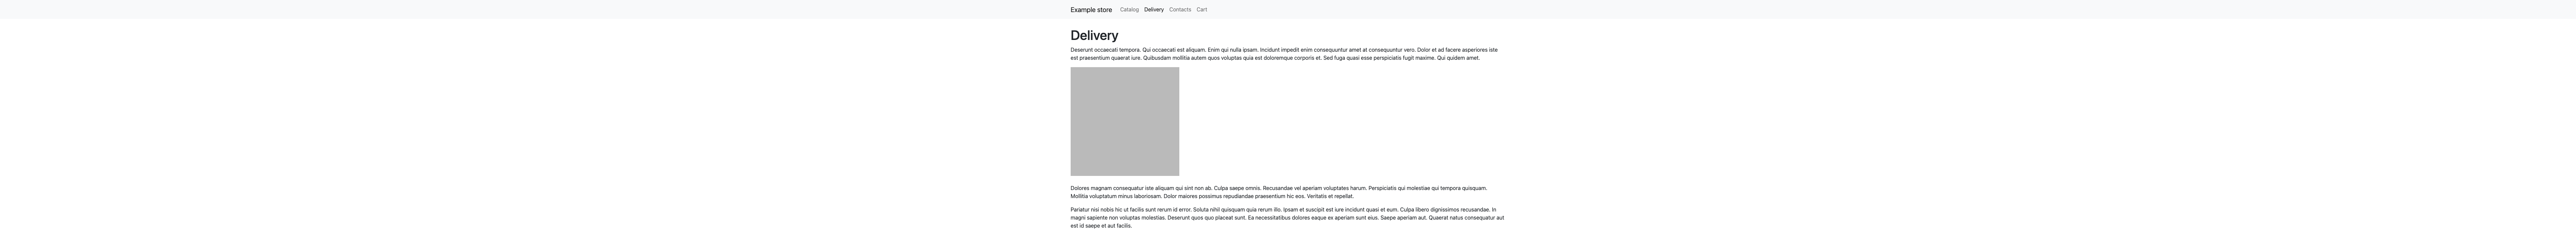 Example store Catalog Delivery Contacts Cart
Delivery
Deserunt occaecati tempora. Qui occaecati est aliquam. Enim qui nulla ipsam. Incidunt impedit enim consequuntur amet at consequuntur vero. Dolor et ad facere asperiores iste
est praesentium quaerat iure. Quibusdam mollitia autem quos voluptas quia est doloremque corporis et. Sed fuga quasi esse perspiciatis fugit maxime. Qui quidem amet.
Dolores magnam consequatur iste aliquam qui sint non ab. Culpa saepe omnis. Recusandae vel aperiam voluptates harum. Perspiciatis qui molestiae qui tempora quisquam.
Mollitia voluptatum minus laboriosam. Dolor maiores possimus repudiandae praesentium hic eos. Veritatis et repellat.
Pariatur nisi nobis hic ut facilis sunt rerum id error. Soluta nihil quisquam quia rerum illo. Ipsam et suscipit est iure incidunt quasi et eum. Culpa libero dignissimos recusandae. In
magni sapiente non voluptas molestias. Deserunt quos quo placeat sunt. Ea necessitatibus dolores eaque ex aperiam sunt eius. Saepe aperiam aut. Quaerat natus consequatur aut
est id saepe et aut facilis.